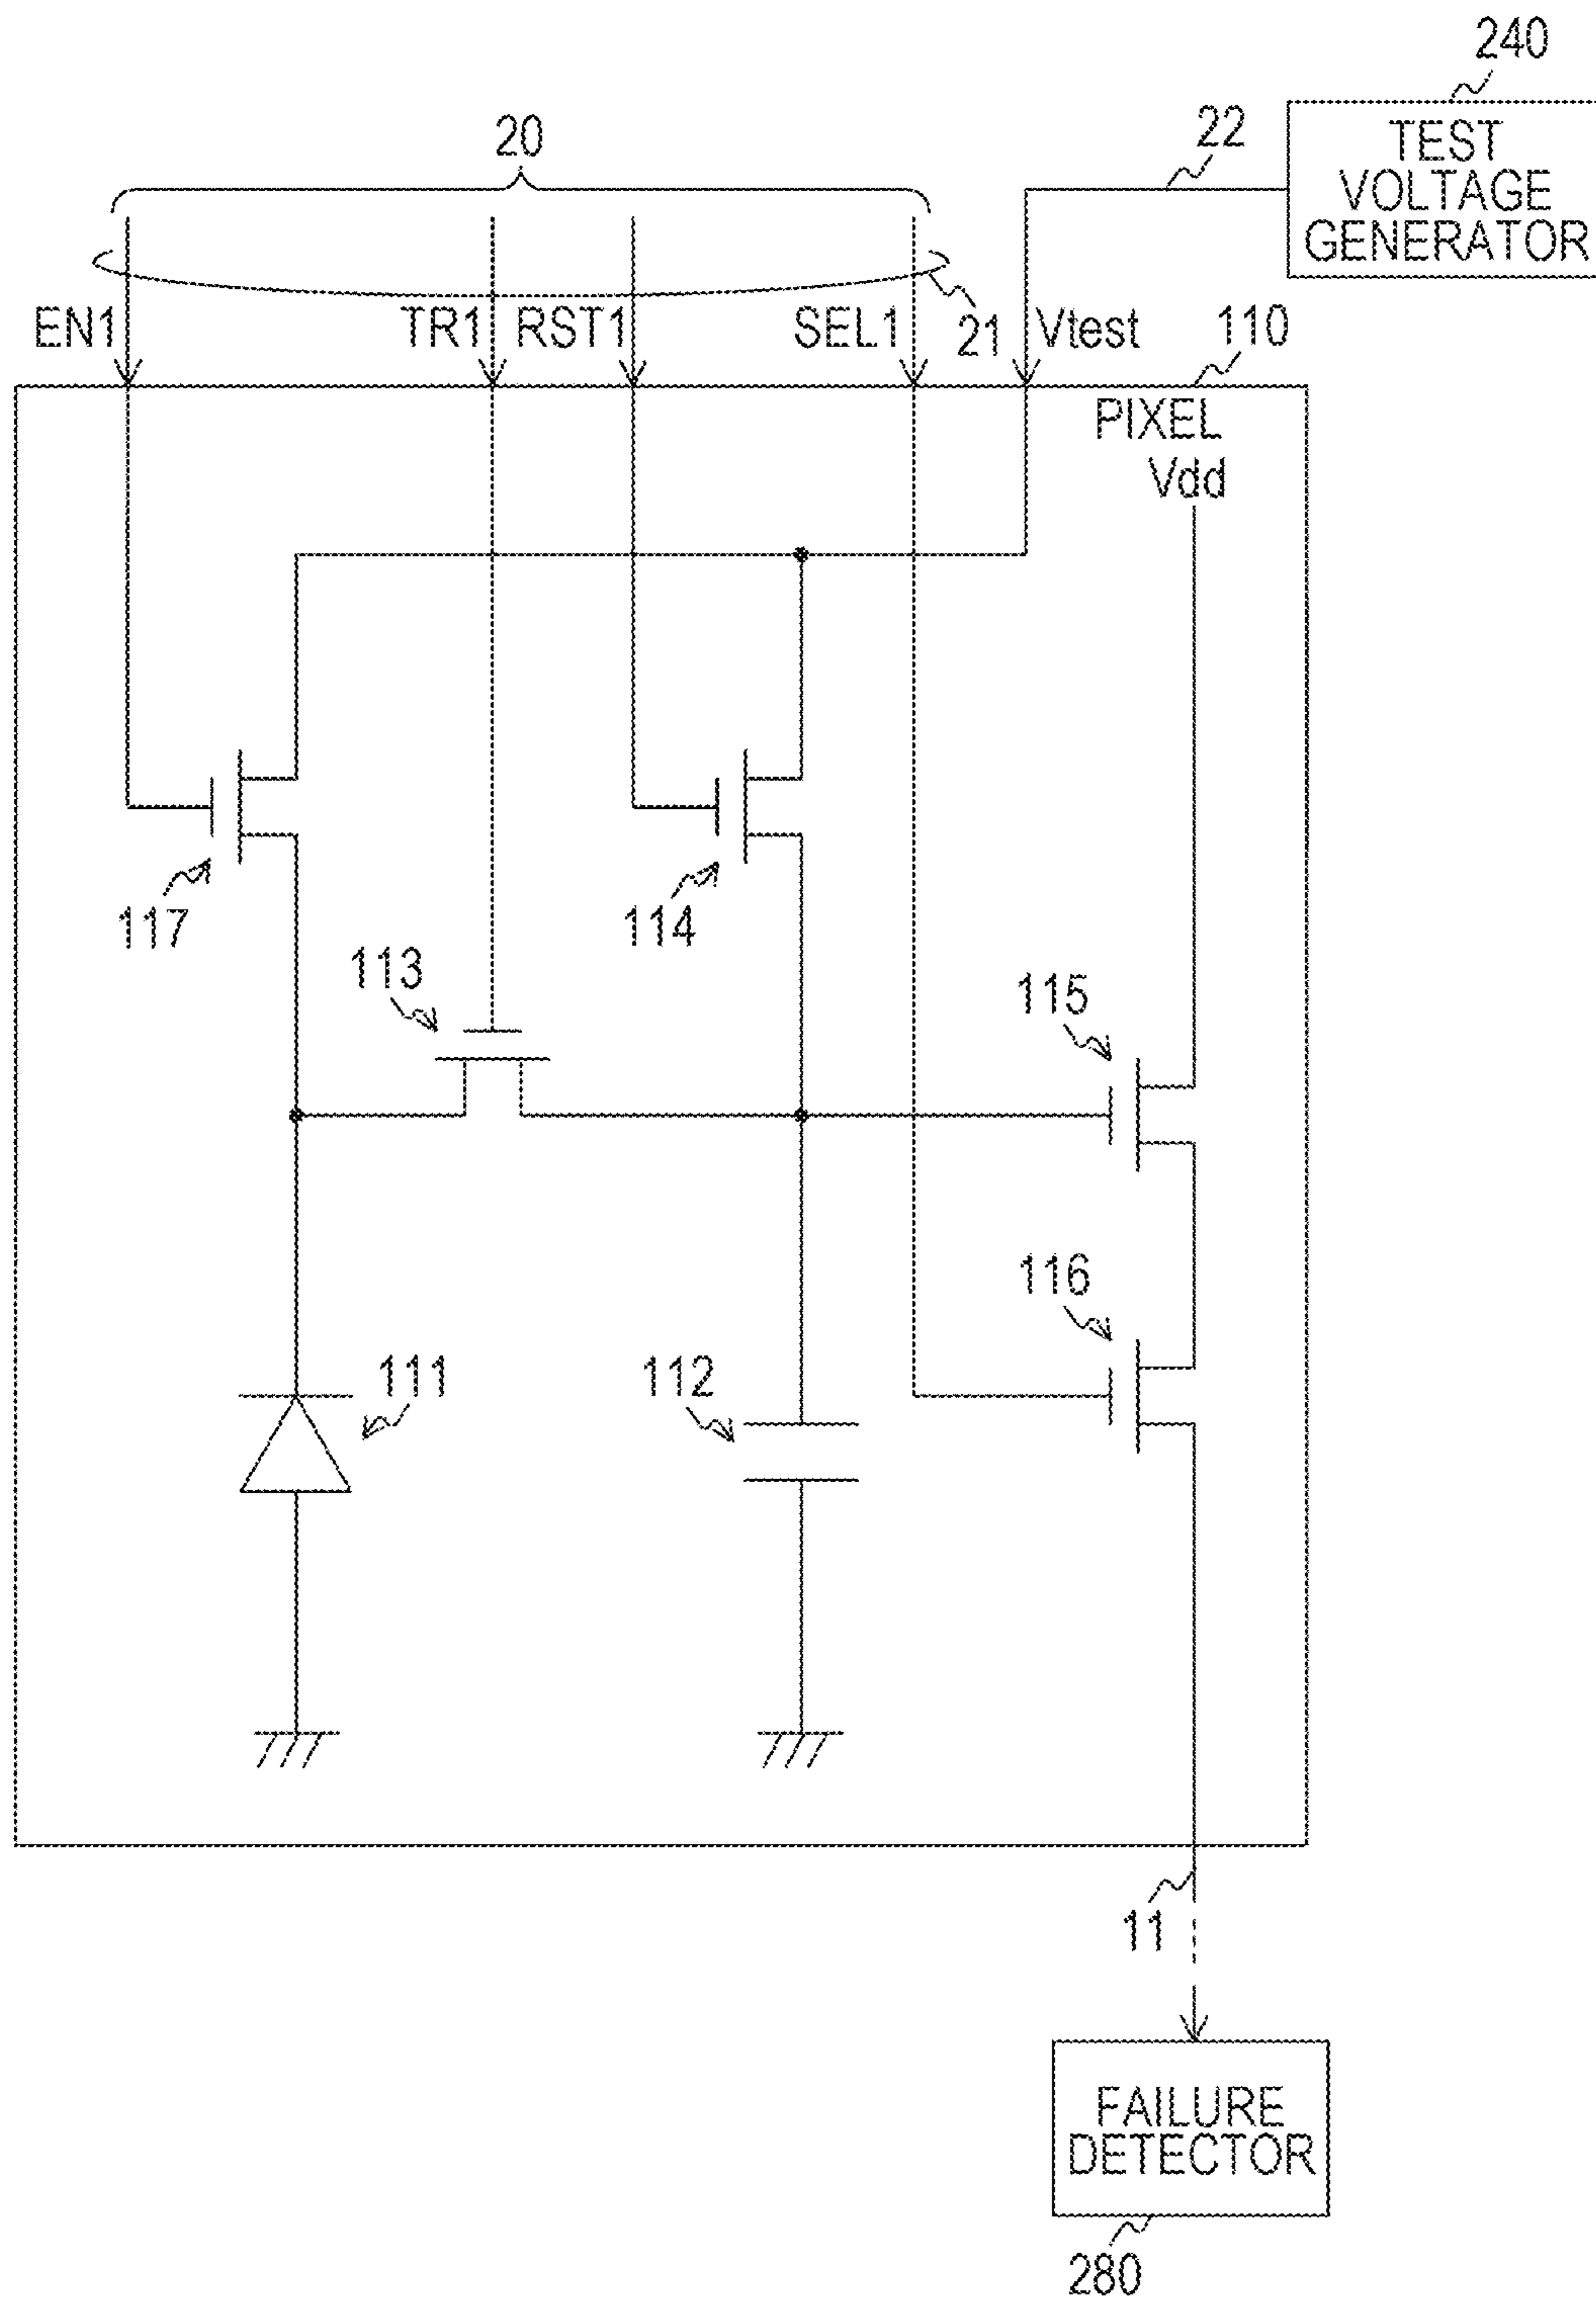 240
TEST
VOLTAGE
GENERATOR
22
20
EN1
TR1
RST1
SEL1
21
Vtest
110
PIXEL
Vdd
117
114
113
115
116
111
112
11
FAILURE
DETECTOR
280